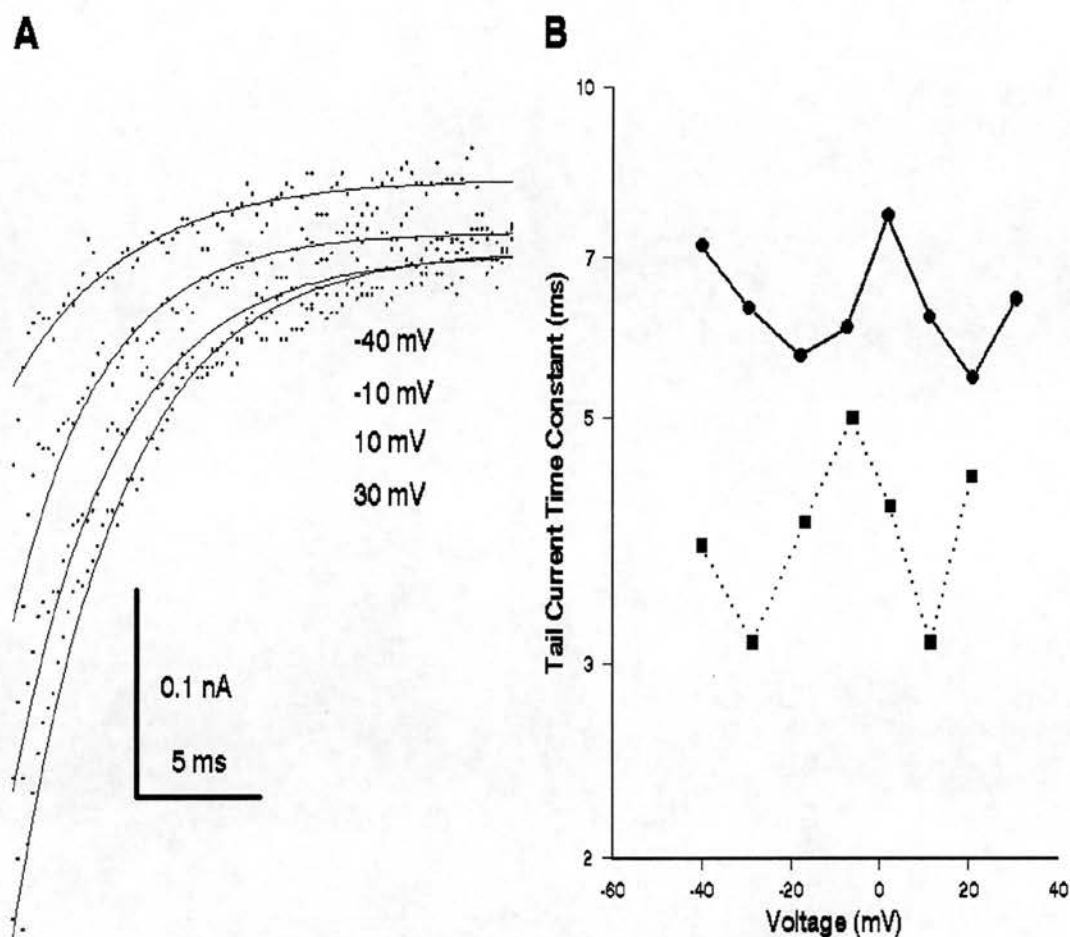 A
-40 mV
-10 mV
10 mV
30 mV
0.1 nA
5 ms
B
Tail Current Time Constant (ms)
10
7
5
3
2
-60
-40
-20
0
20
40
Voltage (mV)